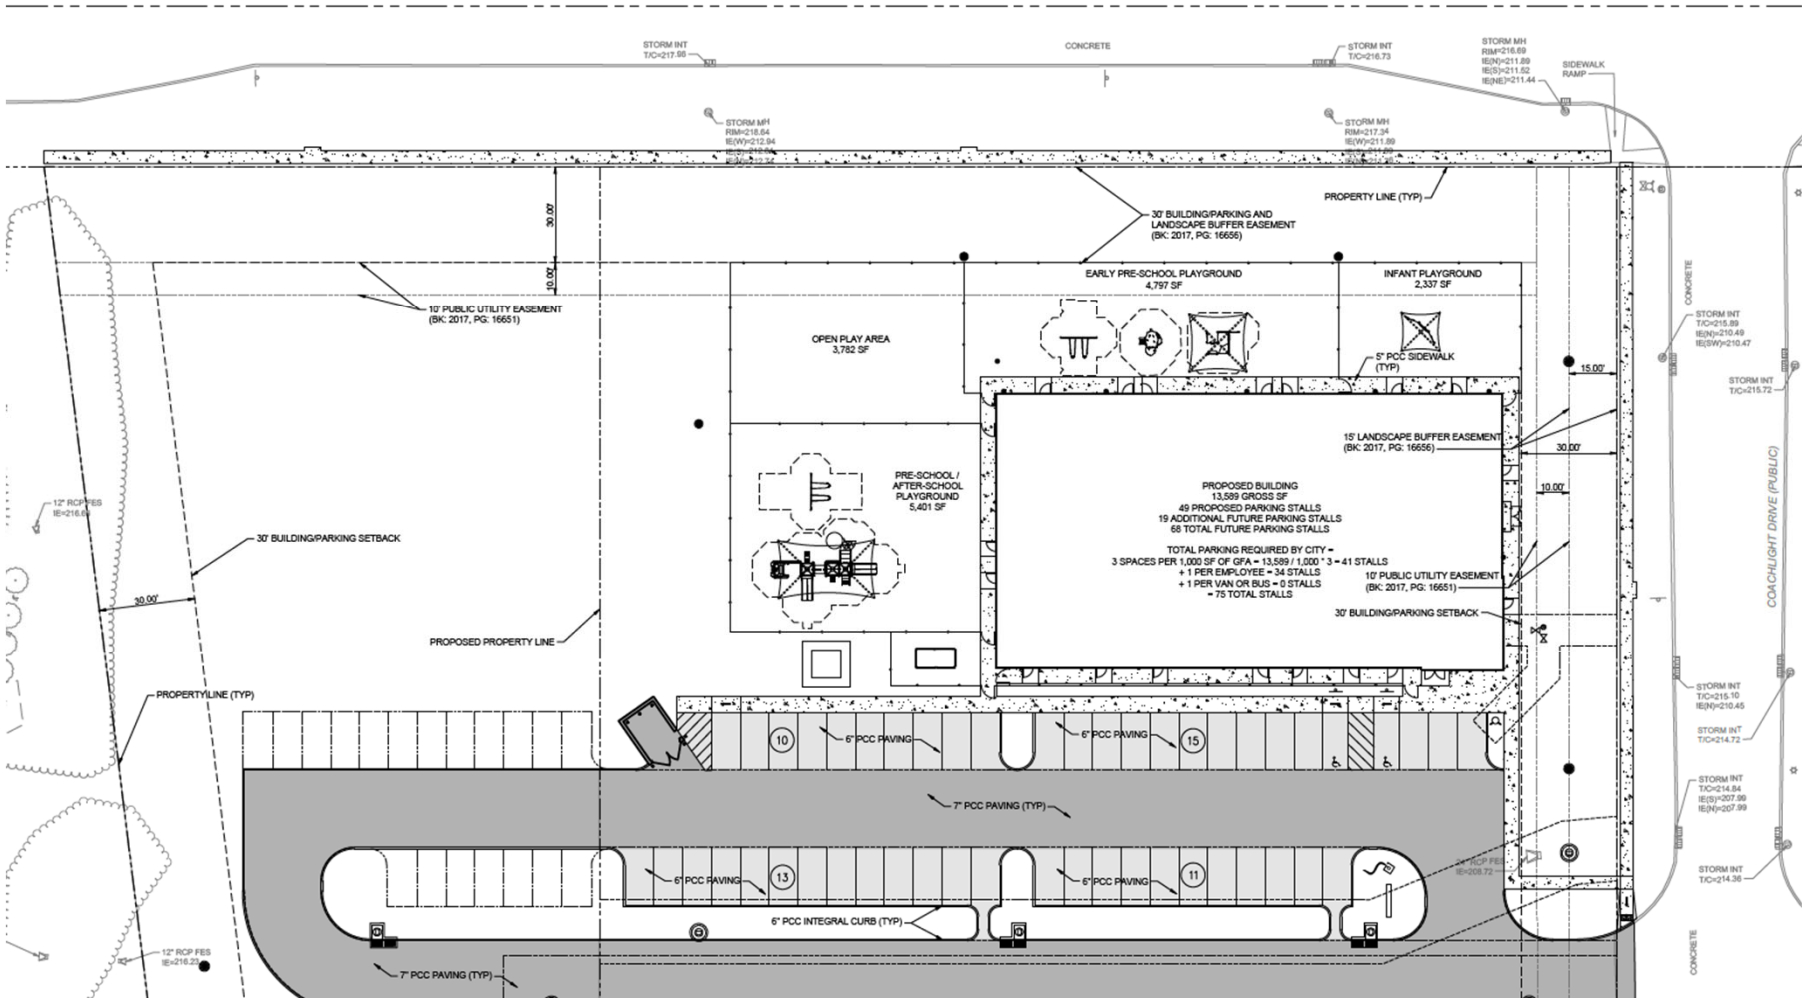 STORM INT
T/C=217.98
CONCRETE
STORM INT
T/C=216.73
STORM MH
RIM=216.69
IE(N)=211.89
IE(S)=211.52
IE(NE)=211.44
SIDEWALK
RAMP
STORM MH
RIM=218.64
IE(W)=212.94
STORM MH
RIM=217.34
IE(W)=211.99
30.00'
10.00'
PROPERTY LINE (TYP)
30' BUILDING/PARKING AND
LANDSCAPE BUFFER EASEMENT
(BK: 2017, PG: 16656)
10' PUBLIC UTILITY EASEMENT
(BK: 2017, PG: 16651)
EARLY PRE-SCHOOL PLAYGROUND
4,797 SF
INFANT PLAYGROUND
2,337 SF
OPEN PLAY AREA
3,782 SF
5" PCC SIDEWALK
(TYP)
15.00'
CONCRETE
STORM INT
T/C=215.89
IE(N)=210.49
IE(SW)=210.47
STORM INT
T/C=215.72
15' LANDSCAPE BUFFER EASEMENT
(BK: 2017, PG: 16656)
30.00'
10.00'
PRE-SCHOOL /
AFTER-SCHOOL
PLAYGROUND
5,401 SF
PROPOSED BUILDING
13,589 GROSS SF
49 PROPOSED PARKING STALLS
19 ADDITIONAL FUTURE PARKING STALLS
68 TOTAL FUTURE PARKING STALLS
TOTAL PARKING REQUIRED BY CITY =
3 SPACES PER 1,000 SF OF GFA = 13,589 / 1,000 * 3 = 41 STALLS
+ 1 PER EMPLOYEE = 34 STALLS
+ 1 PER VAN OR BUS = 0 STALLS
= 75 TOTAL STALLS
10' PUBLIC UTILITY EASEMENT
(BK: 2017, PG: 16651)
30' BUILDING/PARKING SETBACK
COACHLIGHT DRIVE (PUBLIC)
12" RCP FES
30' BUILDING/PARKING SETBACK
30.00'
PROPOSED PROPERTY LINE
PROPERTY LINE (TYP)
STORM INT
T/C=215.10
IE(N)=210.45
STORM INT
T/C=214.72
10
6" PCC PAVING
6" PCC PAVING
15
7" PCC PAVING (TYP)
STORM INT
T/C=214.84
IE(S)=207.99
IE(N)=207.99
STORM INT
T/C=214.36
RCP FES
IE=208.72
6" PCC PAVING
13
6" PCC PAVING
11
6" PCC INTEGRAL CURB (TYP)
12" RCP FES
IE=216.23
7" PCC PAVING (TYP)
CONCRETE